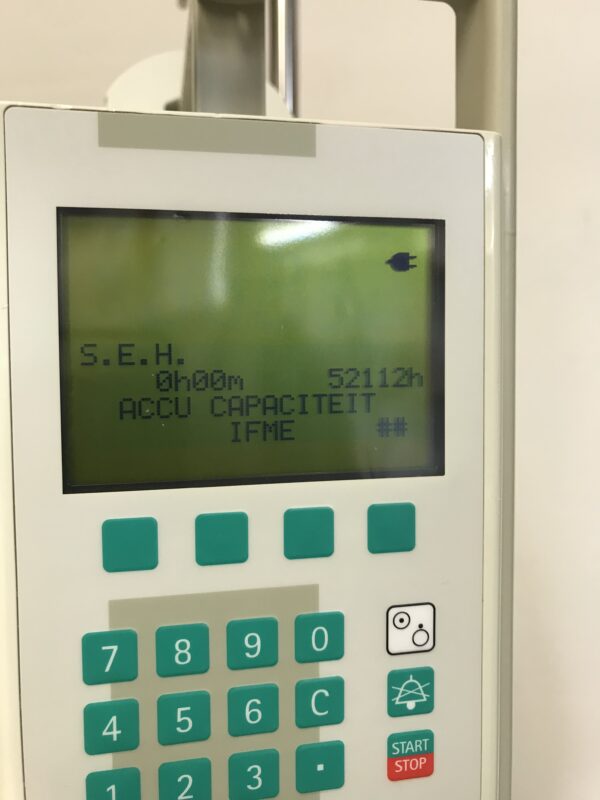 S.E.H.
0h00m 52112h
ACCU CAPACITEIT
IFME ##
7 8 9 0
4 5 6 C
1 2 3 .
START
STOP